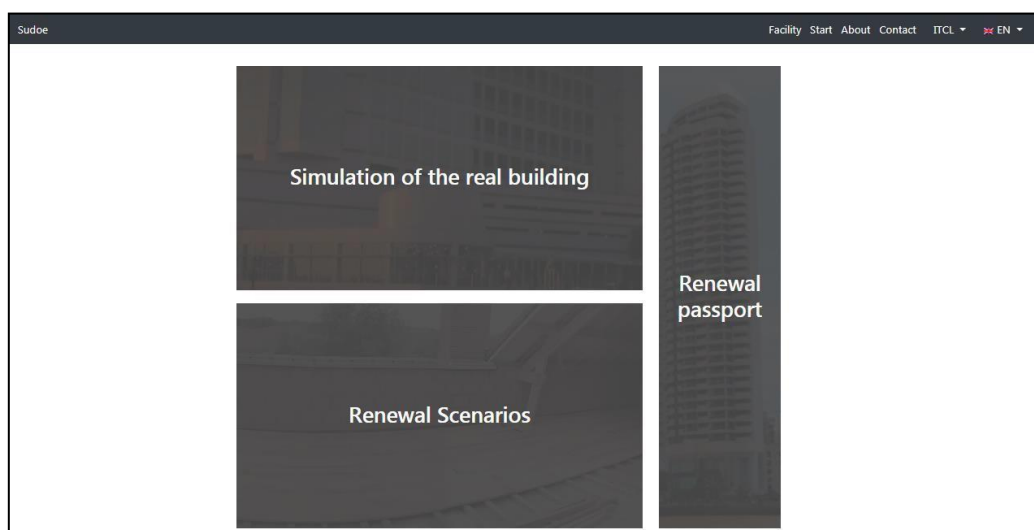 Sudoe Facility Start About Contact ITCL EN
Simulation of the real building
Renewal
passport
Renewal Scenarios